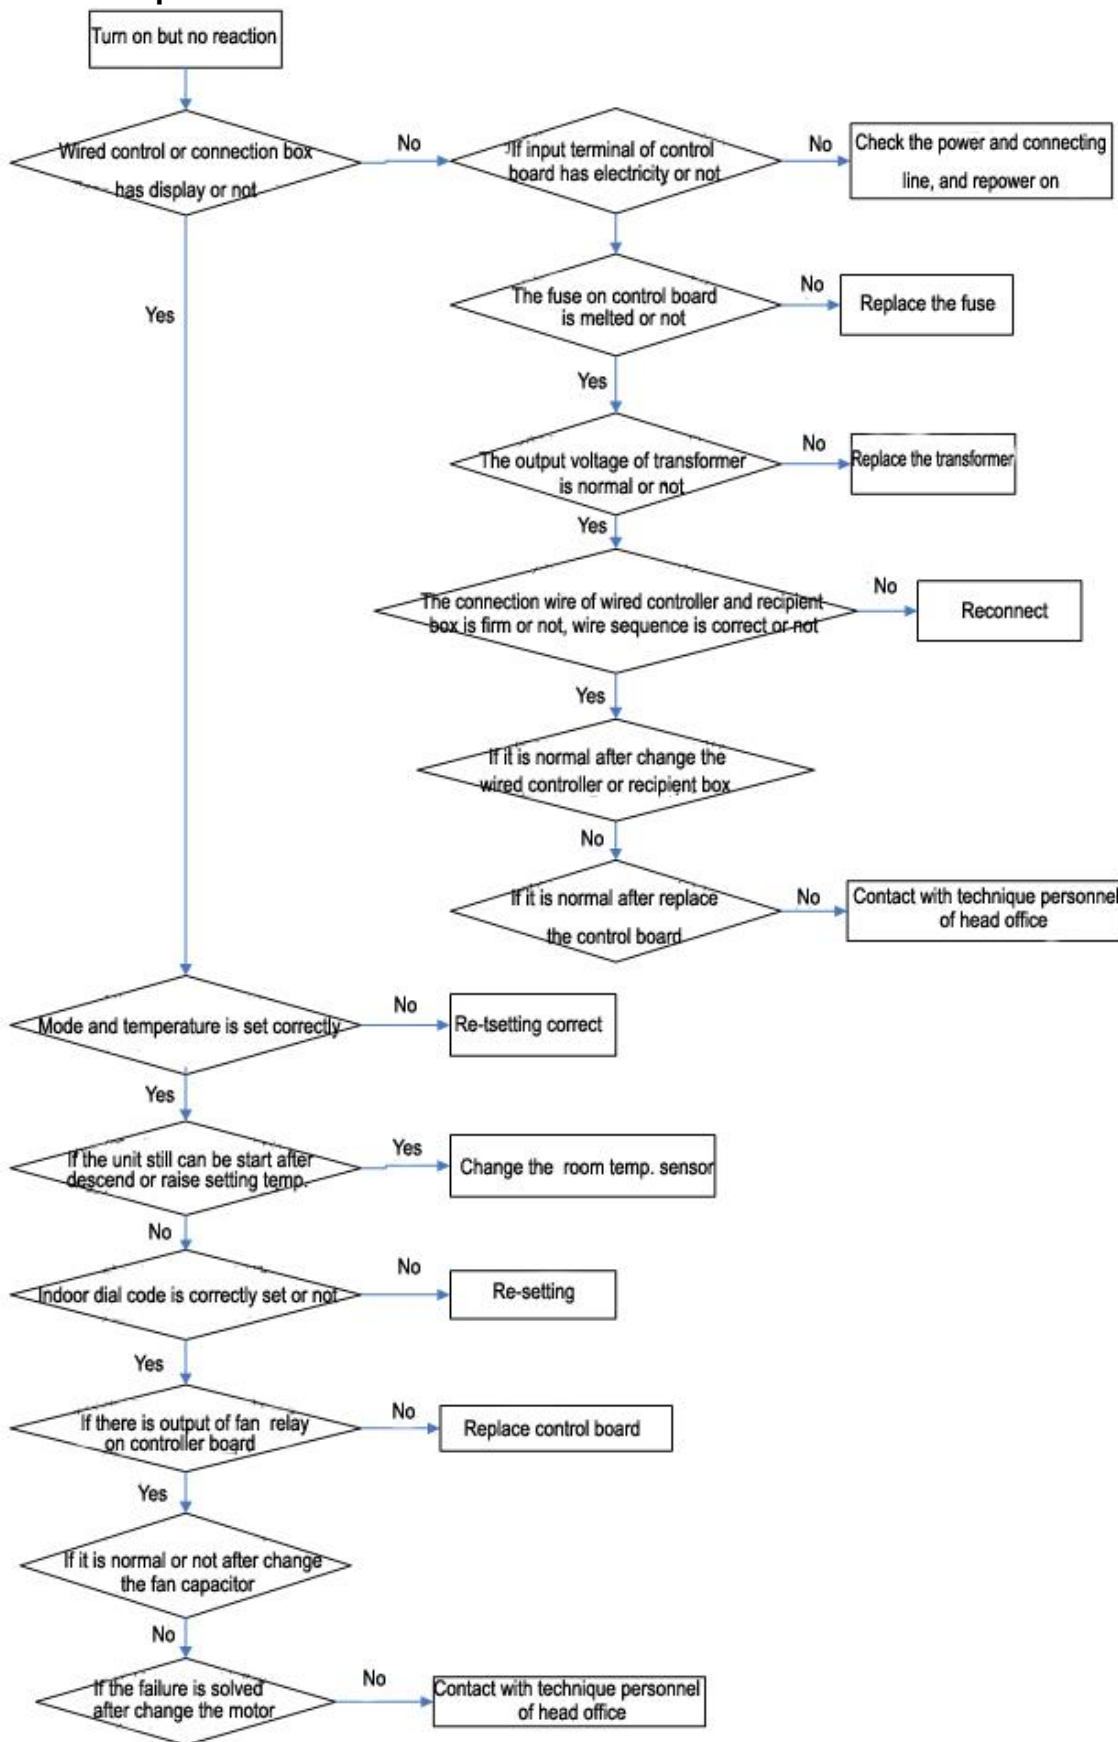 Turn on but no reaction
Wired control or connection box
has display or not
No
If input terminal of control
board has electricity or not
No
Check the power and connecting
line, and repower on
Yes
The fuse on control board
is melted or not
No
Replace the fuse
Yes
The output voltage of transformer
is normal or not
No
Replace the transformer
Yes
The connection wire of wired controller and recipient
box is firm or not, wire sequence is correct or not
No
Reconnect
Yes
If it is normal after change the
wired controller or recipient box
No
If it is normal after replace
the control board
No
Contact with technique personnel
of head office
Mode and temperature is set correctly
No
Re-tsetting correct
Yes
If the unit still can be start after
descend or raise setting temp.
Yes
Change the room temp. sensor
No
Indoor dial code is correctly set or not
No
Re-setting
Yes
If there is output of fan relay
on controller board
No
Replace control board
Yes
If it is normal or not after change
the fan capacitor
No
If the failure is solved
after change the motor
No
Contact with technique personnel
of head office